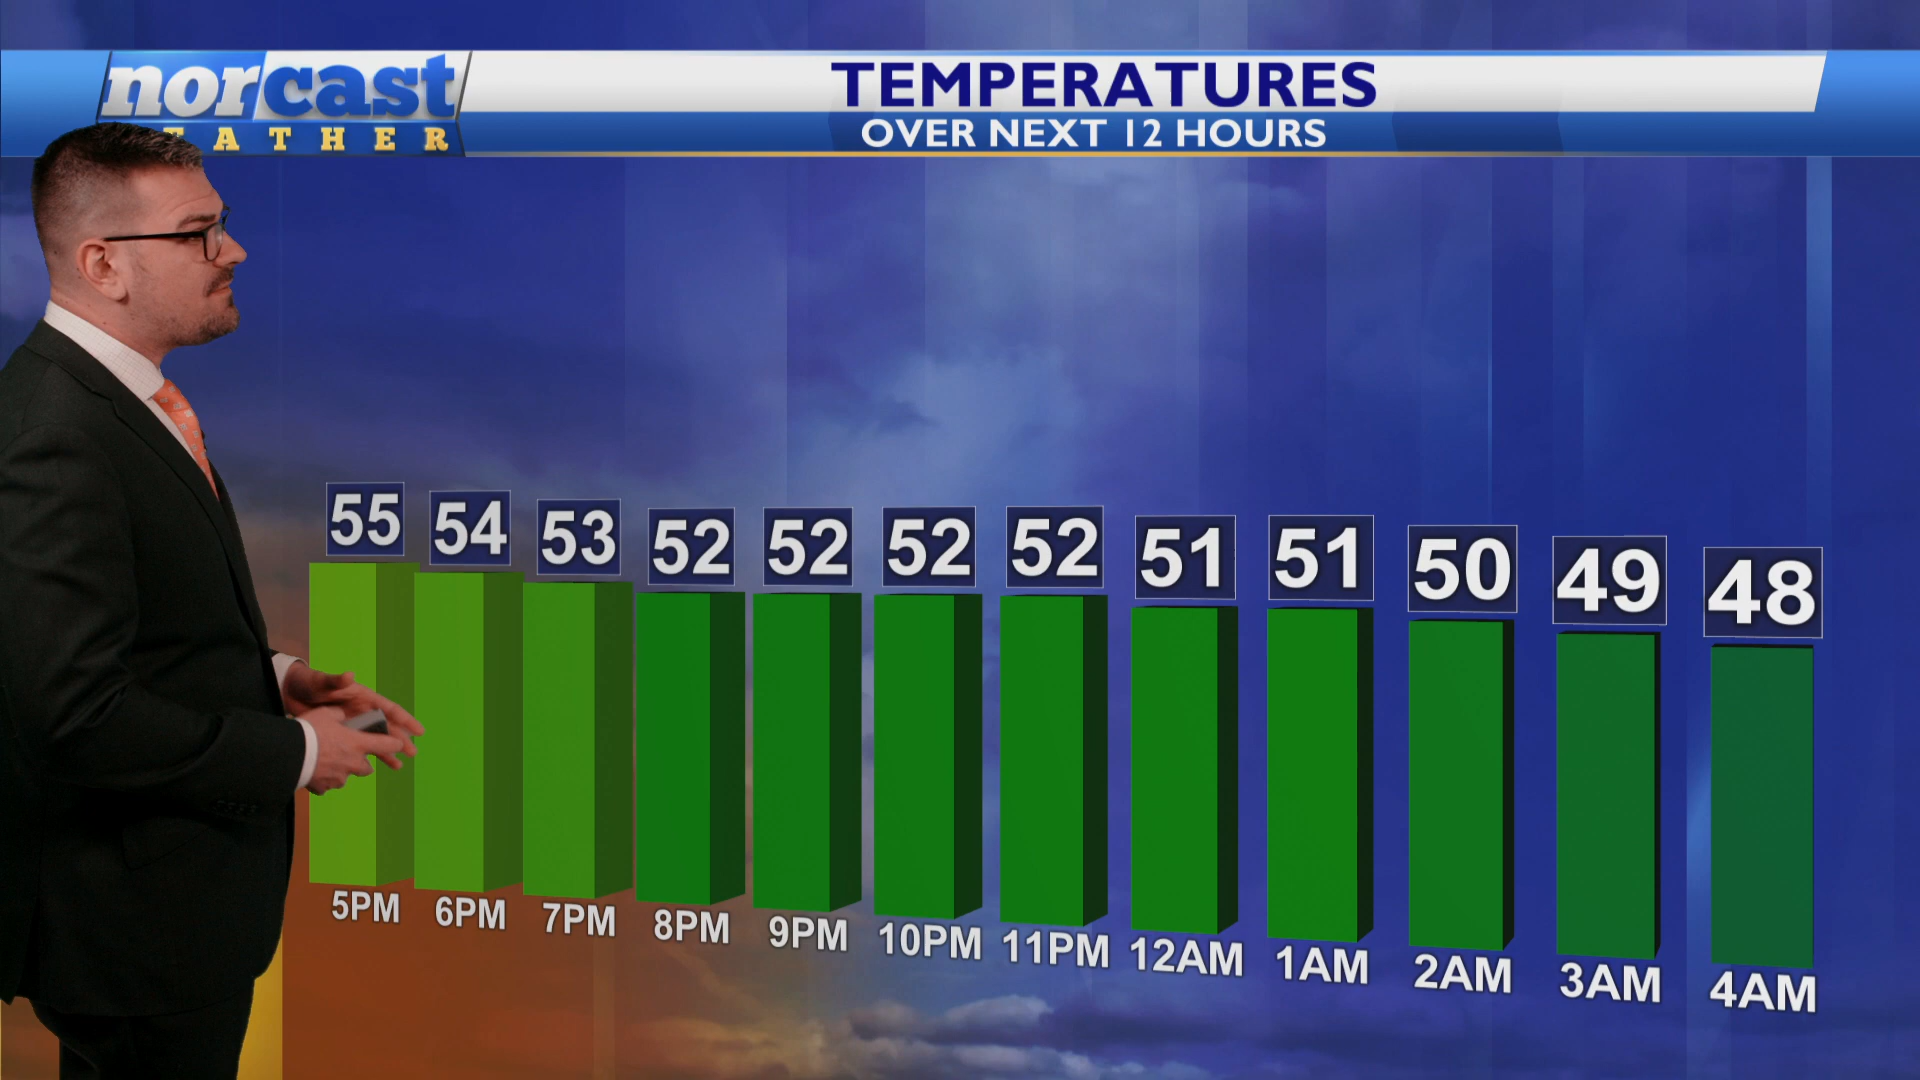 norcast
TEMPERATURES
ATHER
OVER NEXT 12 HOURS
55 54 53 52 52 52 52 51 51 50 49 48
5PM 6PM 7PM 8PM 9PM 10PM 11PM 12AM 1AM 2AM 3AM 4AM